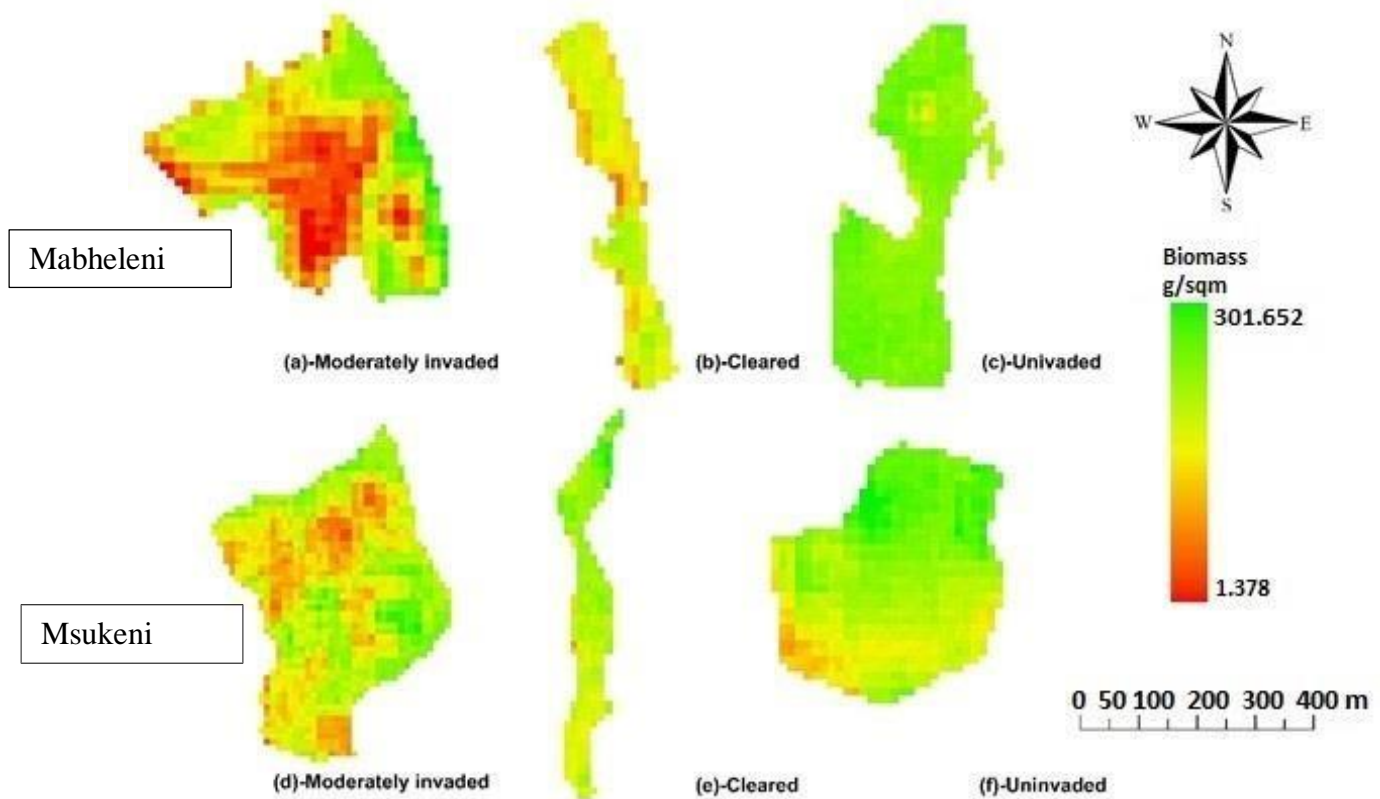 N
W
E
S
Mabheleni
Biomass
g/sqm
301.652
(a)-Moderately invaded
(b)-Cleared
(c)-Univaded
1.378
Msukeni
0 50 100 200 300 400 m
(d)-Moderately invaded
(e)-Cleared
(f)-Uninvaded